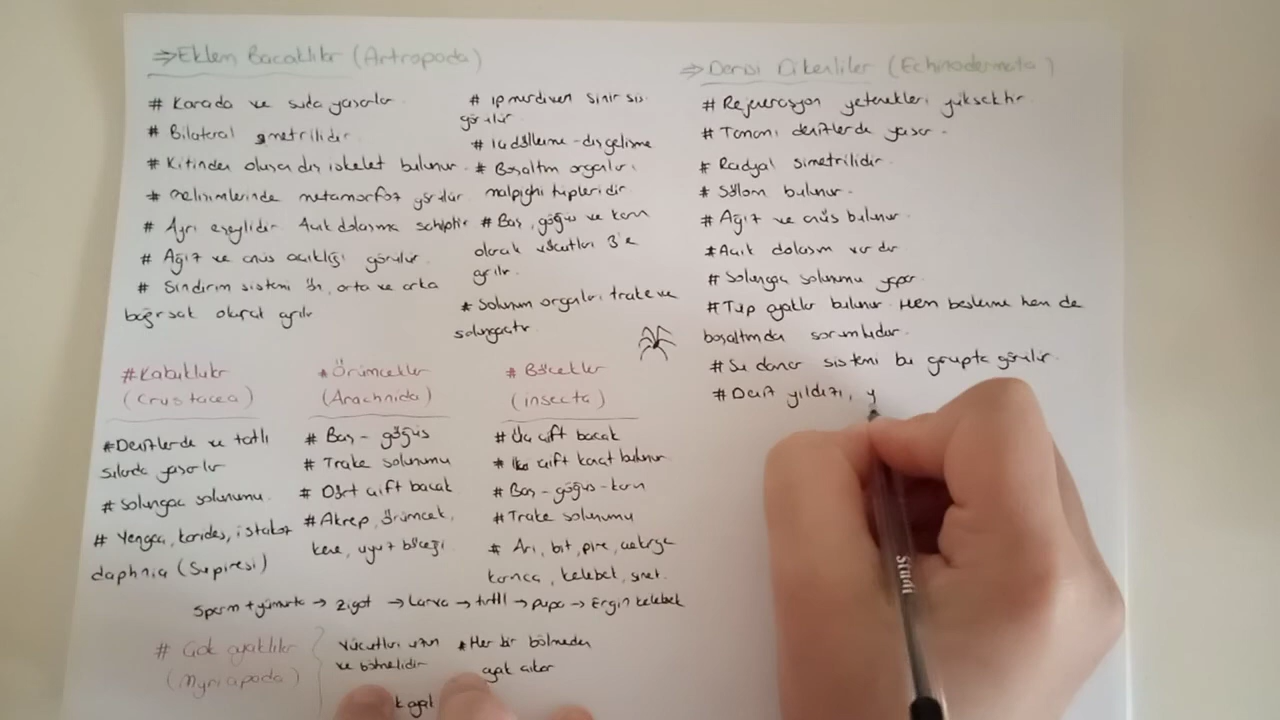 ⇒Eklem Bacaklılar (Artropoda)
# Karada ve suda yaşarlar.
# Bilateral simetrilidir.
# Kitinden oluşan dış iskelet bulunur.
# Gelişimlerinde metamorfoz görülür
# Ayrı eşeylidir Açık dolaşıma sahiptir
# Ağız ve anüs açıklığı görülür.
# Sindirim sistemi ön, orta ve arka
bağırsak olarak ayrılır
# ip merdiven sinir sis.
görülür.
# iç dölleme - dış gelişme
# Boşaltım organları
malpighi tüpleridir.
# Baş, göğüs ve karın
olarak vücutları 3'e
ayrılır.
# Solunum organları trake ve
solungaçtır.
#Kabuklular
(Crustacea)
#Denizlerde ve tatlı
sularda yaşarlar
# Solungaç solunumu.
# Yengeç, karides, istakoz
daphnia (Su piresi)
#Örümcekler
(Arachnida)
# Baş - göğüs
# Trake solunumu
# Dört çift bacak
#Akrep, örümcek,
kene, uyuz böceği
# Böcekler
(insecta)
# Üç çift bacak
# İki çift kanat bulunur
# Baş - göğüs - karın
# Trake solunumu
# Arı, bit, pire, çekirge
karınca, kelebek, sinek.
Sperm + yumurta → Zigot → Larva → tırtıl → pupa → Ergin kelebek
# Çok ayaklılar
(Myriapoda)
Vücutları uzun
ve bölmelidir
# Her bir bölmeden
ayak çıkar
⇒Derisi Dikenliler (Echinodermata)
# Rejenerasyon yetenekleri yüksektir
# Tamamı denizlerde yaşar.
# Radyal simetrilidir.
# Sölom bulunur.
# Ağız ve anüs bulunur.
#Açık dolaşım vardır.
# Solungaç solunumu yapar.
#Tüp ayaklar bulunur. Hem beslenme hem de
boşaltımda sorumludur.
#Su damar sistemi bu grupta görülür.
# Deniz yıldızı, y
Studi